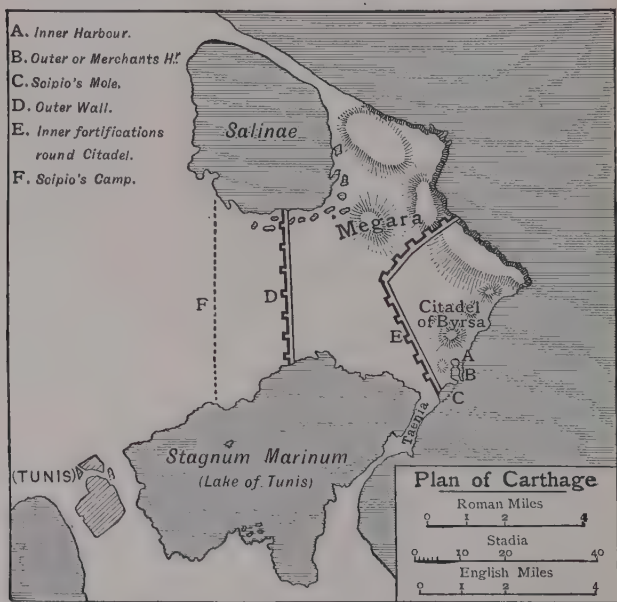 A. Inner Harbour.
B. Outer or Merchants Hr.
C. Scipio's Mole.
D. Outer Wall.
E. Inner fortifications
round Citadel.
F. Scipio's Camp.
Salinae
Megara
F
D
E
Citadel
of Byrsa
A
B
C
Taenia
Stagnum Marinum
(Lake of Tunis)
(TUNIS)
Plan of Carthage
Roman Miles
0 1 2 4
Stadia
0 10 20 40
English Miles
0 1 2 4